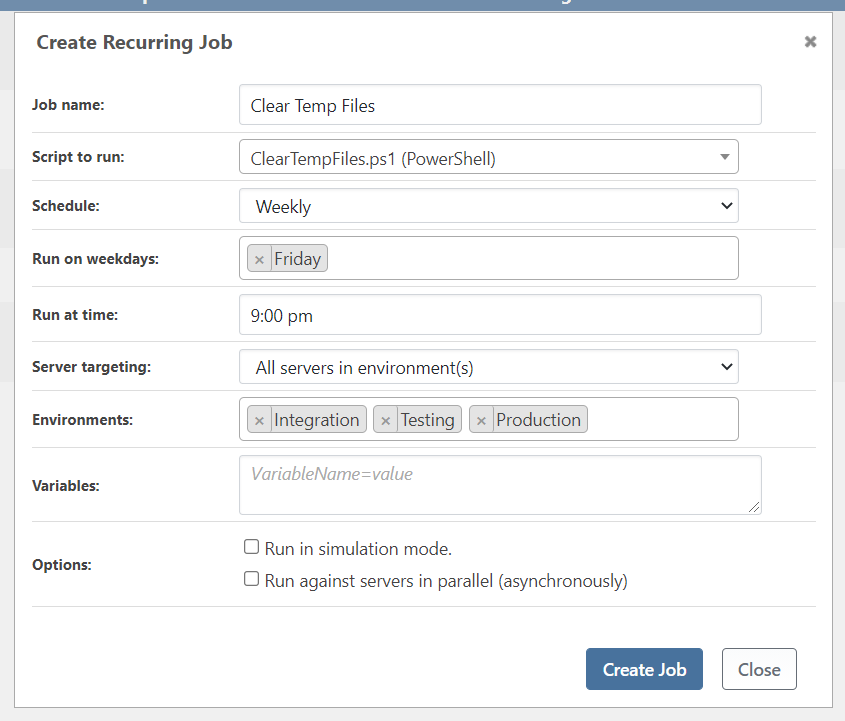 Create Recurring Job ×
Job name: Clear Temp Files
Script to run: ClearTempFiles.ps1 (PowerShell)
Schedule: Weekly
Run on weekdays: × Friday
Run at time: 9:00 pm
Server targeting: All servers in environment(s)
Environments: × Integration × Testing × Production
Variables: VariableName=value
Options:
Run in simulation mode.
Run against servers in parallel (asynchronously)
Create Job Close